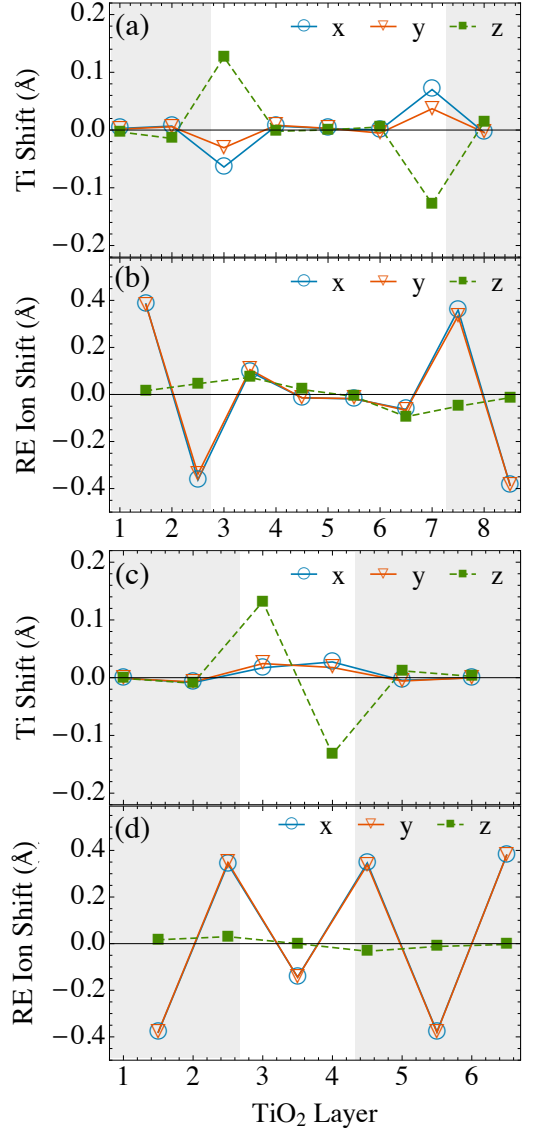 (a) x y z
0.2
0.1
0.0
−0.1
−0.2
Ti Shift (Å)
(b) x y z
0.4
0.2
0.0
−0.2
−0.4
RE Ion Shift (Å)
1 2 3 4 5 6 7 8
(c) x y z
0.2
0.1
0.0
−0.1
−0.2
Ti Shift (Å)
(d) x y z
0.4
0.2
0.0
−0.2
−0.4
RE Ion Shift (Å)
1 2 3 4 5 6
TiO₂ Layer